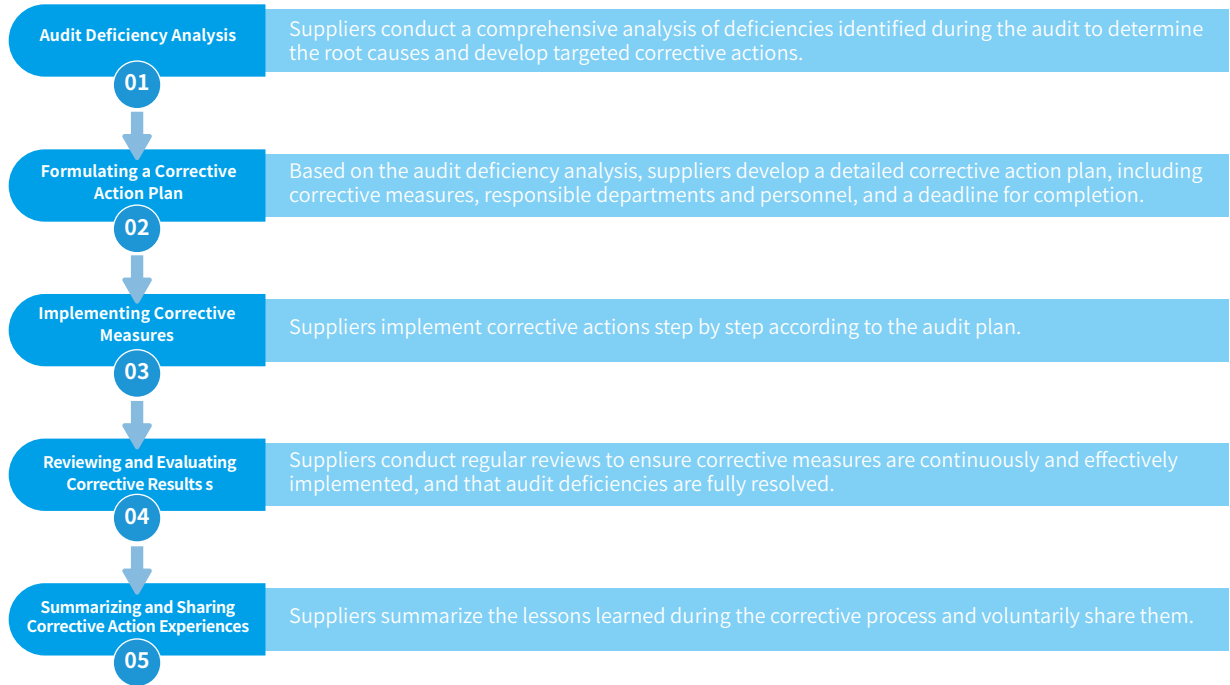 Audit Deficiency Analysis
Suppliers conduct a comprehensive analysis of deficiencies identified during the audit to determine
the root causes and develop targeted corrective actions.
01
Formulating a Corrective
Action Plan
Based on the audit deficiency analysis, suppliers develop a detailed corrective action plan, including
corrective measures, responsible departments and personnel, and a deadline for completion.
02
Implementing Corrective
Measures
Suppliers implement corrective actions step by step according to the audit plan.
03
Reviewing and Evaluating
Corrective Result s s
Suppliers conduct regular reviews to ensure corrective measures are continuously and effectively
implemented, and that audit deficiencies are fully resolved.
04
Summarizing and Sharing
Corrective Action Experiences
Suppliers summarize the lessons learned during the corrective process and voluntarily share them.
05